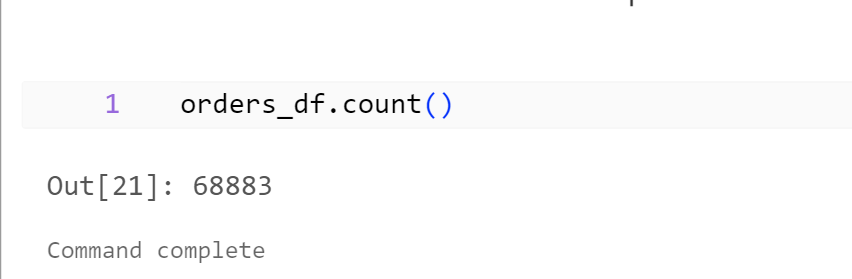 1 orders_df.count()
Out[21]: 68883
Command complete